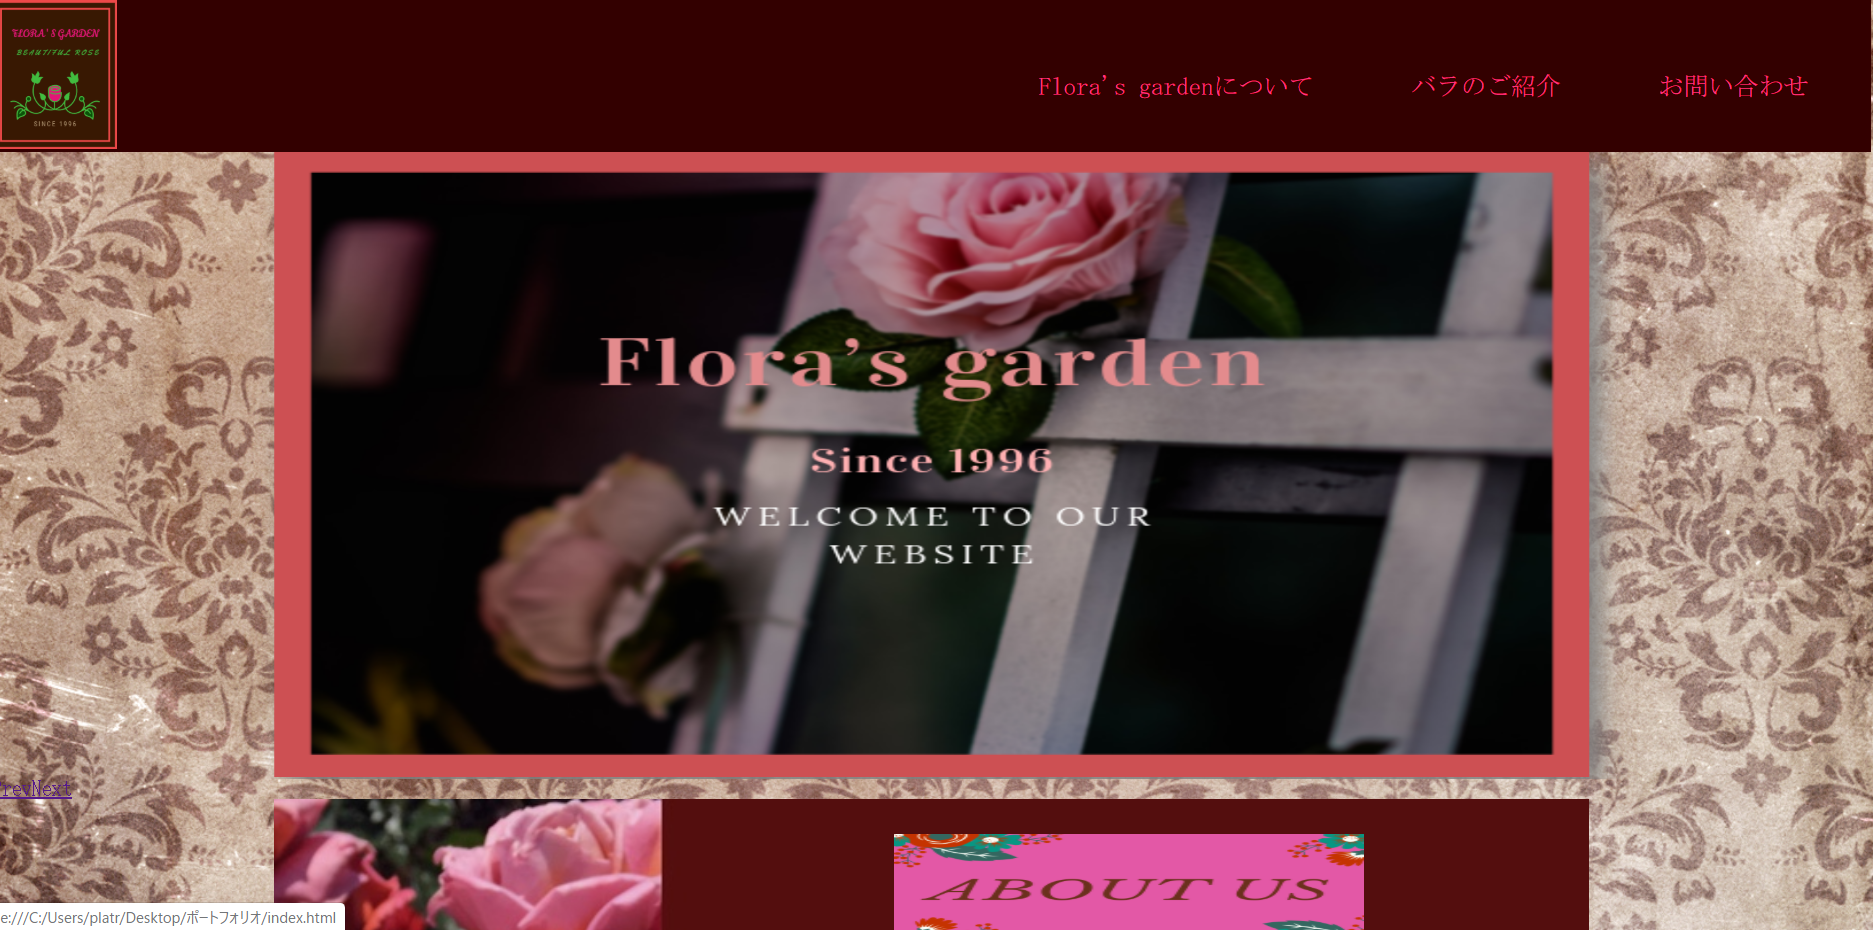 FLORA'S GARDEN
BEAUTIFUL ROSE
SINCE 1996
Flora's gardenについて
バラのご紹介
お問い合わせ
Flora's garden
Since 1996
WELCOME TO OUR
WEBSITE
revNext
ABOUT US
e:///C:/Users/platr/Desktop/ポートフォリオ/index.html